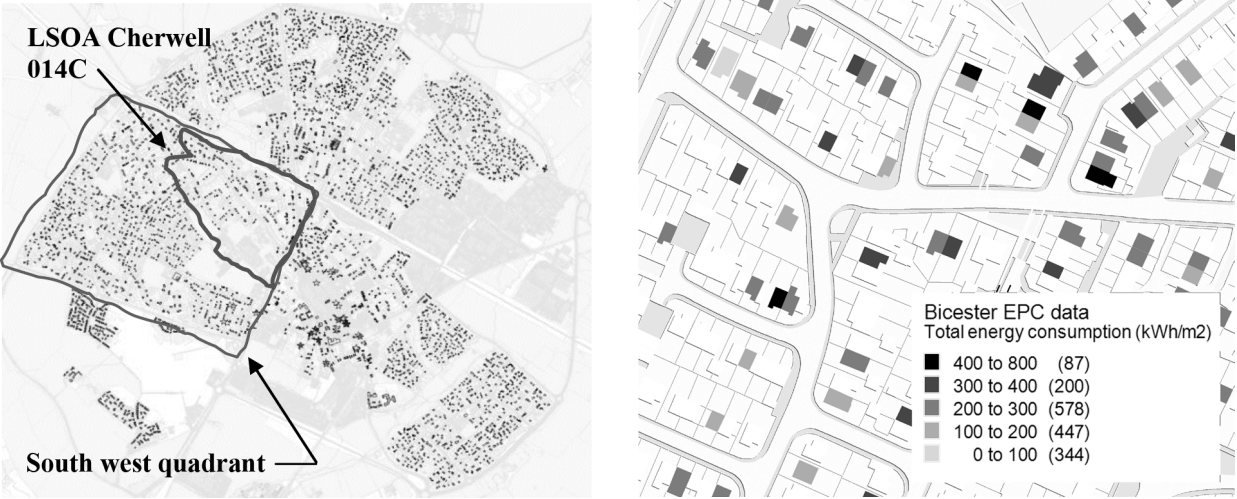 LSOA Cherwell
014C
South west quadrant
Bicester EPC data
Total energy consumption (kWh/m2)
400 to 800 (87)
300 to 400 (200)
200 to 300 (578)
100 to 200 (447)
0 to 100 (344)